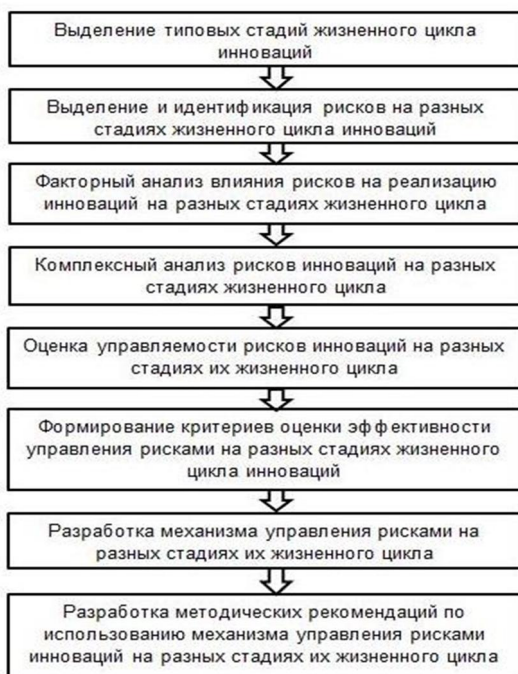 Выделение типовых стадий жизненного цикла
инноваций
Выделение и идентификация рисков на разных
стадиях жизненного цикла инноваций
Факторный анализ влияния рисков на реализацию
инноваций на разных стадиях жизненного цикла
Комплексный анализ рисков инноваций на разных
стадиях жизненного цикла
Оценка управляемости рисков инноваций на разных
стадиях их жизненного цикла
Формирование критериев оценки эффективности
управления рисками на разных стадиях жизненного
цикла инноваций
Разработка механизма управления рисками на
разных стадиях их жизненного цикла
Разработка методических рекомендаций по
использованию механизма управления рисками
инноваций на разных стадиях их жизненного цикла